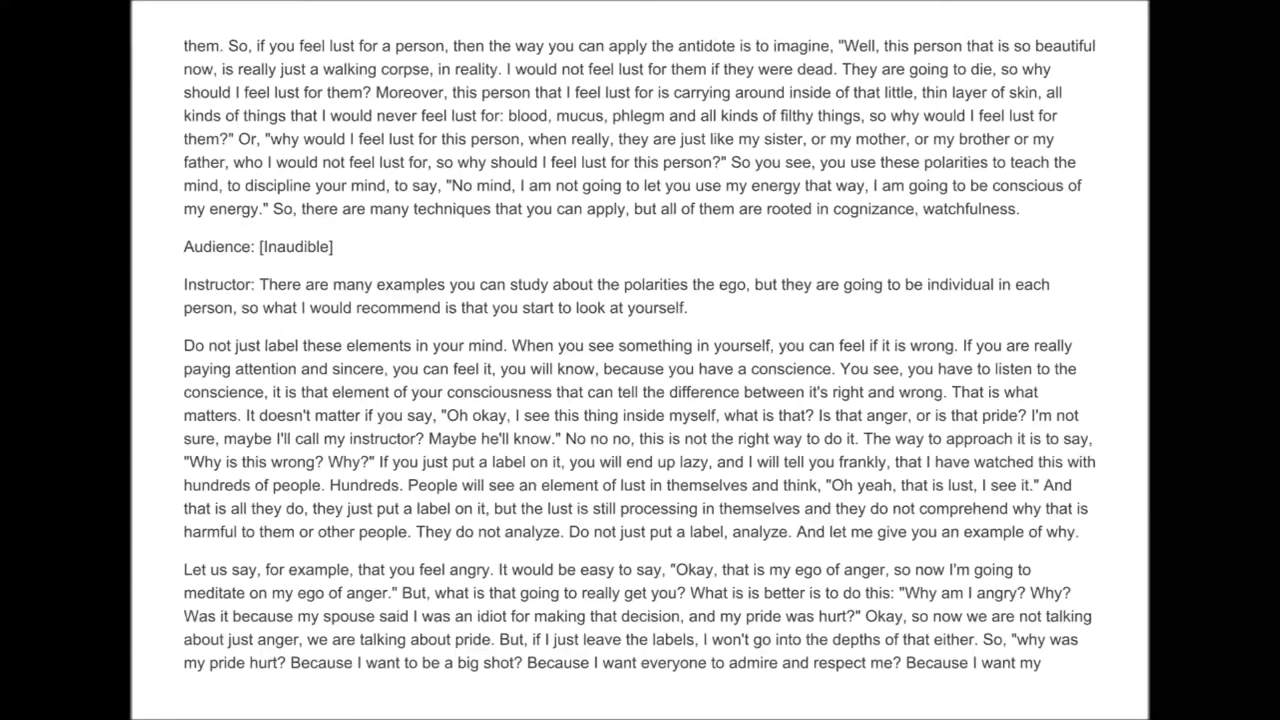 them. So, if you feel lust for a person, then the way you can apply the antidote is to imagine, "Well, this person that is so beautiful
now, is really just a walking corpse, in reality. I would not feel lust for them if they were dead. They are going to die, so why
should I feel lust for them? Moreover, this person that I feel lust for is carrying around inside of that little, thin layer of skin, all
kinds of things that I would never feel lust for: blood, mucus, phlegm and all kinds of filthy things, so why would I feel lust for
them?" Or, "why would I feel lust for this person, when really, they are just like my sister, or my mother, or my brother or my
father, who I would not feel lust for, so why should I feel lust for this person?" So you see, you use these polarities to teach the
mind, to discipline your mind, to say, "No mind, I am not going to let you use my energy that way, I am going to be conscious of
my energy." So, there are many techniques that you can apply, but all of them are rooted in cognizance, watchfulness.
Audience: [Inaudible]
Instructor: There are many examples you can study about the polarities the ego, but they are going to be individual in each
person, so what I would recommend is that you start to look at yourself.
Do not just label these elements in your mind. When you see something in yourself, you can feel if it is wrong. If you are really
paying attention and sincere, you can feel it, you will know, because you have a conscience. You see, you have to listen to the
conscience, it is that element of your consciousness that can tell the difference between it's right and wrong. That is what
matters. It doesn't matter if you say, "Oh okay, I see this thing inside myself, what is that? Is that anger, or is that pride? I'm not
sure, maybe I'll call my instructor? Maybe he'll know." No no no, this is not the right way to do it. The way to approach it is to say,
"Why is this wrong? Why?" If you just put a label on it, you will end up lazy, and I will tell you frankly, that I have watched this with
hundreds of people. Hundreds. People will see an element of lust in themselves and think, "Oh yeah, that is lust, I see it." And
that is all they do, they just put a label on it, but the lust is still processing in themselves and they do not comprehend why that is
harmful to them or other people. They do not analyze. Do not just put a label, analyze. And let me give you an example of why.
Let us say, for example, that you feel angry. It would be easy to say, "Okay, that is my ego of anger, so now I'm going to
meditate on my ego of anger." But, what is that going to really get you? What is is better is to do this: "Why am I angry? Why?
Was it because my spouse said I was an idiot for making that decision, and my pride was hurt?" Okay, so now we are not talking
about just anger, we are talking about pride. But, if I just leave the labels, I won't go into the depths of that either. So, "why was
my pride hurt? Because I want to be a big shot? Because I want everyone to admire and respect me? Because I want my